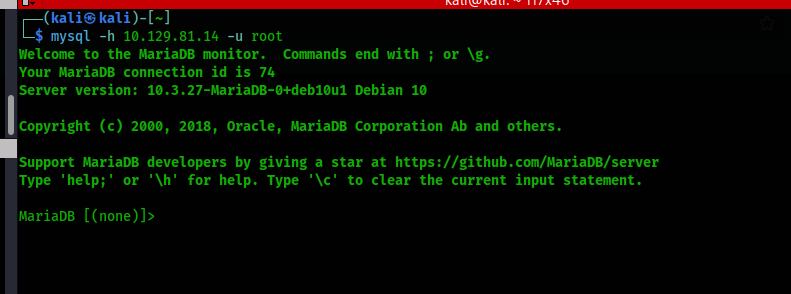 kali@kali: ~ 117x46
┌──(kali㉿kali)-[~]
└─$ mysql -h 10.129.81.14 -u root
Welcome to the MariaDB monitor.  Commands end with ; or \g.
Your MariaDB connection id is 74
Server version: 10.3.27-MariaDB-0+deb10u1 Debian 10

Copyright (c) 2000, 2018, Oracle, MariaDB Corporation Ab and others.

Support MariaDB developers by giving a star at https://github.com/MariaDB/server
Type 'help;' or '\h' for help. Type '\c' to clear the current input statement.

MariaDB [(none)]>